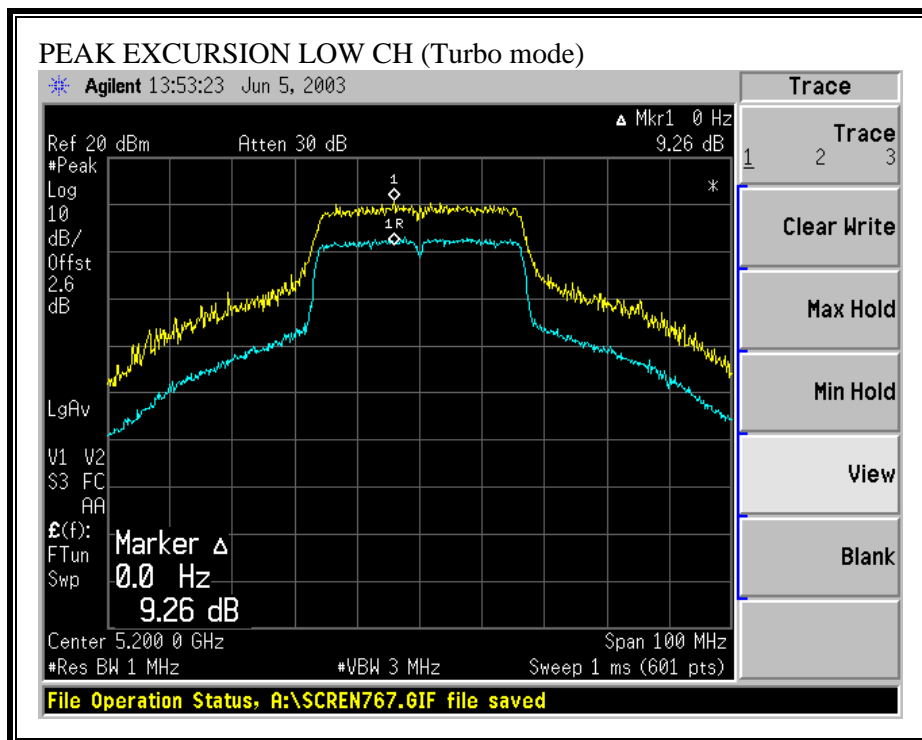 PEAK EXCURSION LOW CH (Turbo mode)
Agilent 13:53:23 Jun 5, 2003
Trace
Δ Mkr1 0 Hz
Ref 20 dBm Atten 30 dB 9.26 dB
#Peak
Log
10
dB/
Offst
2.6
dB
1
1R
*
LgAv
V1 V2
S3 FC
AA
£(f):
FTun
Swp
Marker Δ
0.0 Hz
9.26 dB
Center 5.200 0 GHz Span 100 MHz
#Res BW 1 MHz #VBW 3 MHz Sweep 1 ms (601 pts)
File Operation Status, A:\SCREN767.GIF file saved
Trace
1 2 3
Clear Write
Max Hold
Min Hold
View
Blank